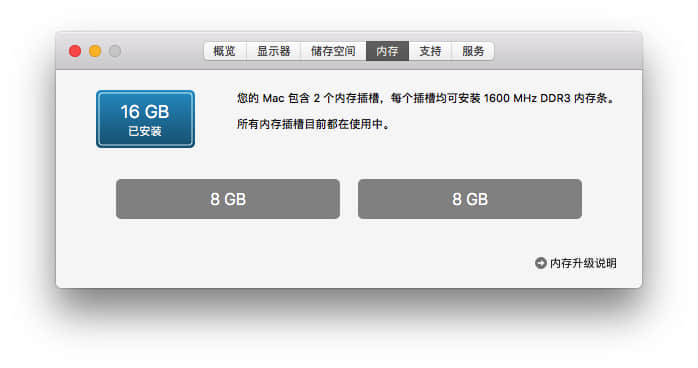 概览 显示器 储存空间 内存 支持 服务
16 GB
已安装
您的 Mac 包含 2 个内存插槽，每个插槽均可安装 1600 MHz DDR3 内存条。
所有内存插槽目前都在使用中。
8 GB 8 GB
内存升级说明